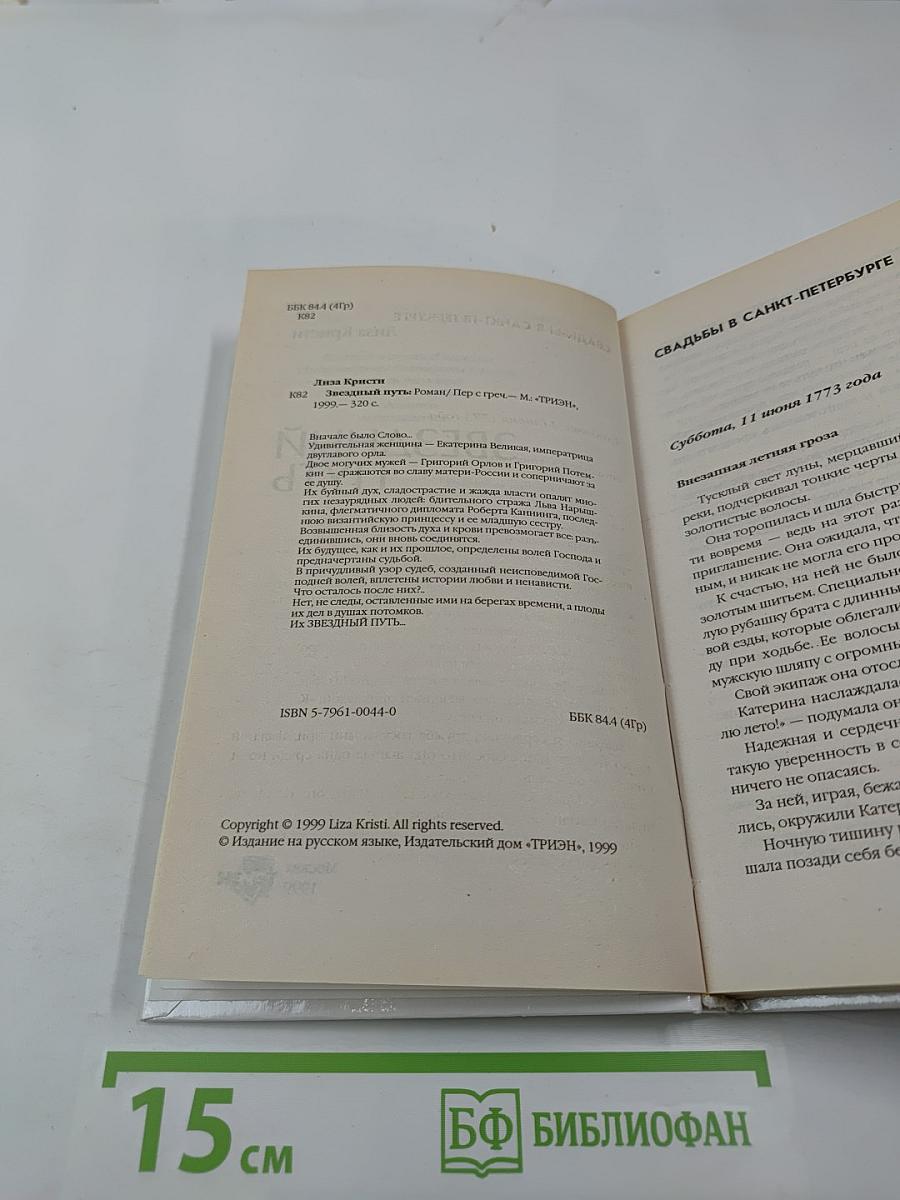 ББК 84.4 (4Гр)
К82
Лиза Кристи
К82 Звездный путь: Роман/ Пер с греч.— М.: «ТРИЭН»,
1999.— 320 с.
Вначале было Слово...
Удивительная женщина — Екатерина Великая, императрица
двуглавого орла.
Двое могучих мужей — Григорий Орлов и Григорий Потем-
кин — сражаются во славу матери-России и соперничают за
ее душу.
Их буйный дух, сладострастие и жажда власти опалят мно-
гих незаурядных людей: бдительного стража Льва Нарыш-
кина, флегматичного дипломата Роберта Каннинга, послед-
нюю византийскую принцессу и ее младшую сестру.
Возвышенная близость духа и крови превозмогает все: разъ-
единившись, они вновь соединятся.
Их будущее, как и их прошлое, определены волей Господа и
предначертаны судьбой.
В причудливый узор судеб, созданный неисповедимой Гос-
подней волей, вплетены истории любви и ненависти.
Что осталось после них?..
Нет, не следы, оставленные ими на берегах времени, а плоды
их дел в душах потомков.
Их ЗВЕЗДНЫЙ ПУТЬ...
ISBN 5-7961-0044-0
ББК 84.4 (4Гр)
Copyright © 1999 Liza Kristi. All rights reserved.
© Издание на русском языке, Издательский дом «ТРИЭН», 1999
СВАДЬБЫ В САНКТ-ПЕТЕРБУРГЕ
Суббота, 11 июня 1773 года
Внезапная летняя гроза
Тусклый свет луны, мерцавший
реки, подчеркивал тонкие черты
золотистые волосы.
Она торопилась и шла быстр
ти вовремя — ведь на этот раз
приглашение. Она ожидала, чт
ным, и никак не могла его про
К счастью, на ней не было
золотым шитьем. Специально
лую рубашку брата с длинны
вой езды, которые облегали
ду при ходьбе. Ее волосы
мужскую шляпу с огромны
Свой экипаж она отосл
Катерина наслаждалас
лю лето!» — подумала он
Надежная и сердечн
такую уверенность в с
ничего не опасаясь.
За ней, играя, бежа
лись, окружили Катер
Ночную тишину
шала позади себя бе
15 см
БФ БИБЛИОФАН